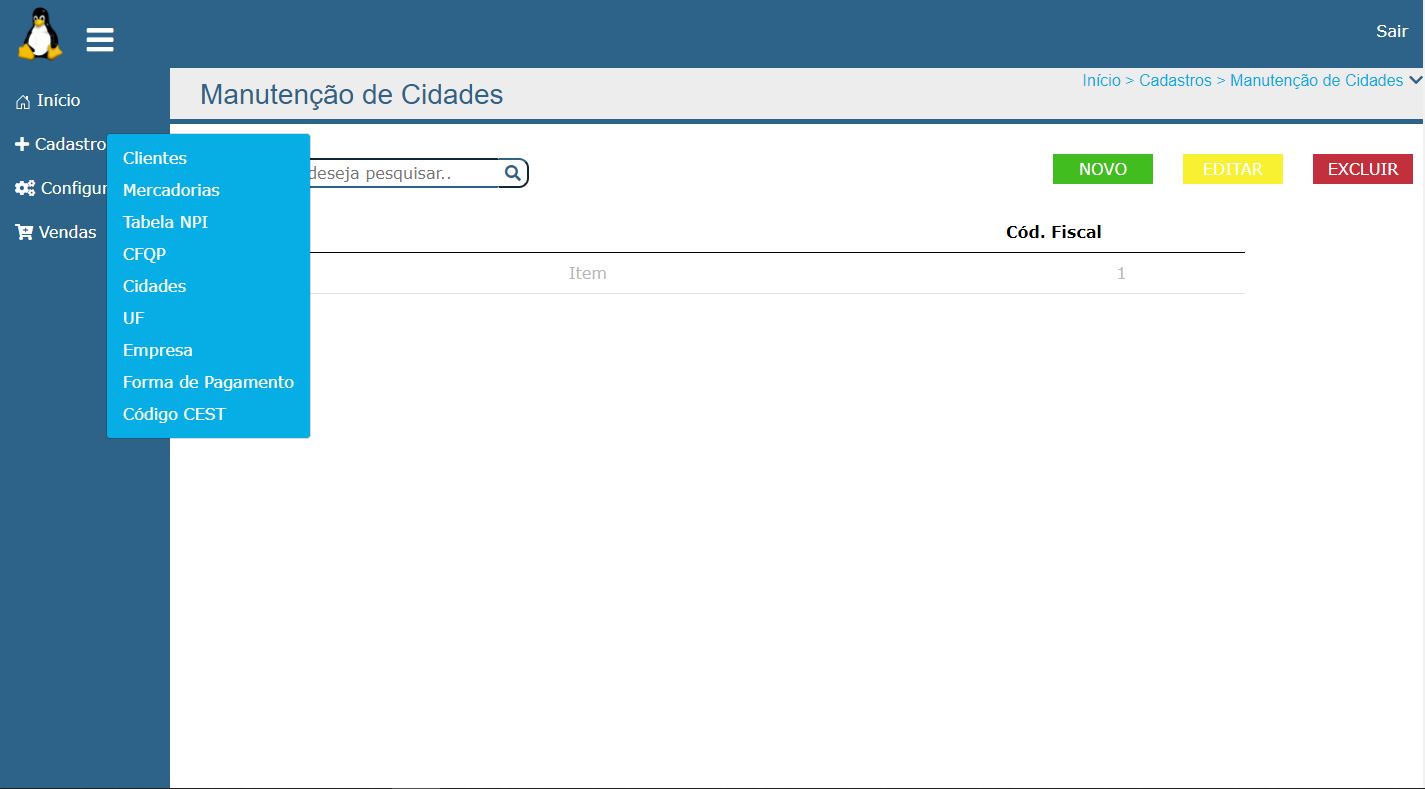 Sair
Início > Cadastros > Manutenção de Cidades
Manutenção de Cidades
Início
Cadastro
Configur
Vendas
Clientes
Mercadorias
Tabela NPI
CFQP
Cidades
UF
Empresa
Forma de Pagamento
Código CEST
deseja pesquisar..
NOVO
EDITAR
EXCLUIR
Cód. Fiscal
Item 1